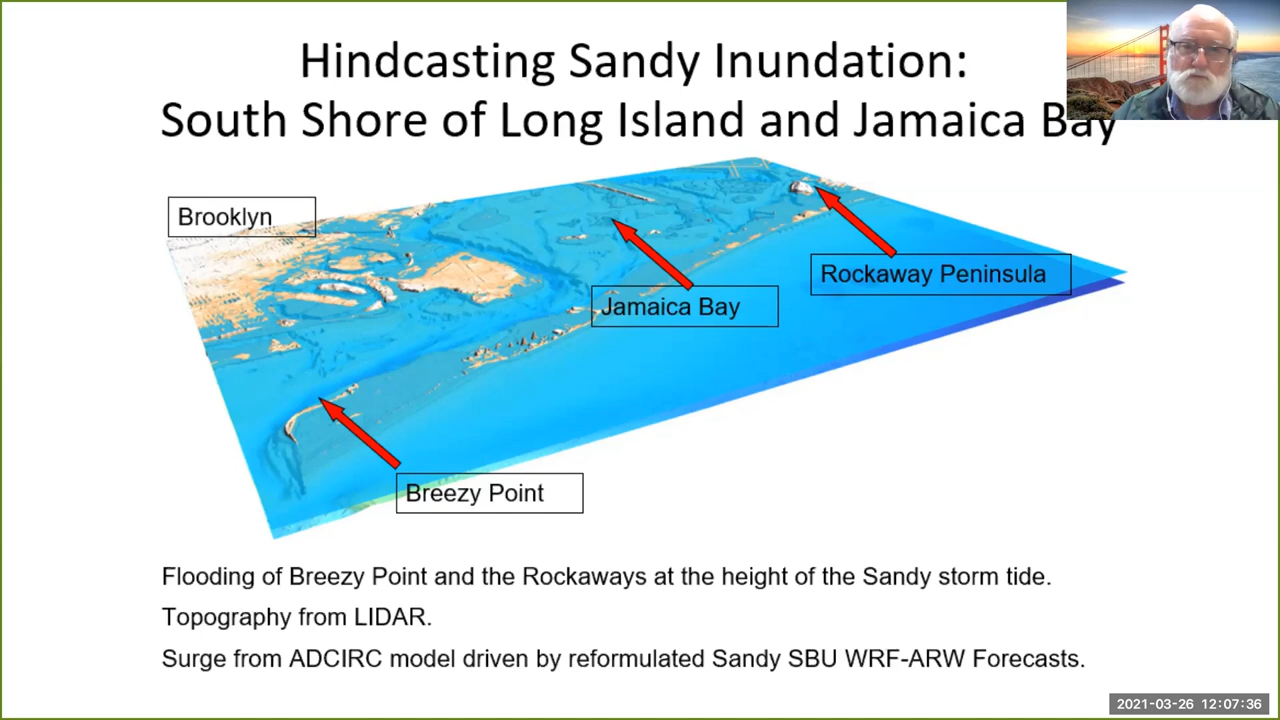 Hindcasting Sandy Inundation:
South Shore of Long Island and Jamaica Bay
Brooklyn
Rockaway Peninsula
Jamaica Bay
Breezy Point
Flooding of Breezy Point and the Rockaways at the height of the Sandy storm tide.
Topography from LIDAR.
Surge from ADCIRC model driven by reformulated Sandy SBU WRF-ARW Forecasts.
2021-03-26 12:07:36